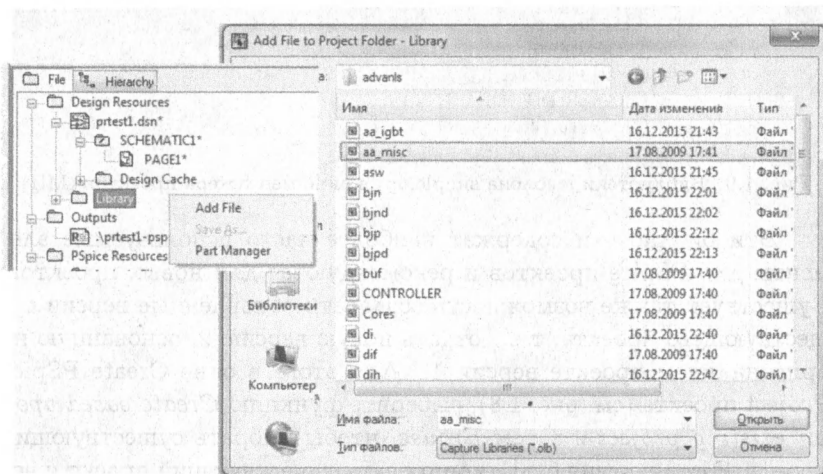 Add File to Project Folder - Library
File Hierarchy
Design Resources
prtest1.dsn*
SCHEMATIC1*
PAGE1*
Design Cache
Library
Outputs
.\prtest1-psp
PSpice Resources
Add File
Save As...
Part Manager
а:
advanls
Библиотеки
Компьютер
Имя Дата изменения Тип
aa_igbt 16.12.2015 21:43 Файл
aa_misc 17.08.2009 17:41 Файл
asw 16.12.2015 21:45 Файл
bjn 16.12.2015 22:01 Файл
bjnd 16.12.2015 22:02 Файл
bjp 16.12.2015 22:12 Файл
bjpd 16.12.2015 22:13 Файл
buf 17.08.2009 17:40 Файл
CONTROLLER 17.08.2009 17:40 Файл
Cores 17.08.2009 17:40 Файл
di 16.12.2015 22:40 Файл
dif 17.08.2009 17:40 Файл
dih 16.12.2015 22:42 Файл
Имя файла: aa_misc Открыть
Тип файлов: Capture Libraries (*.olb) Отмена